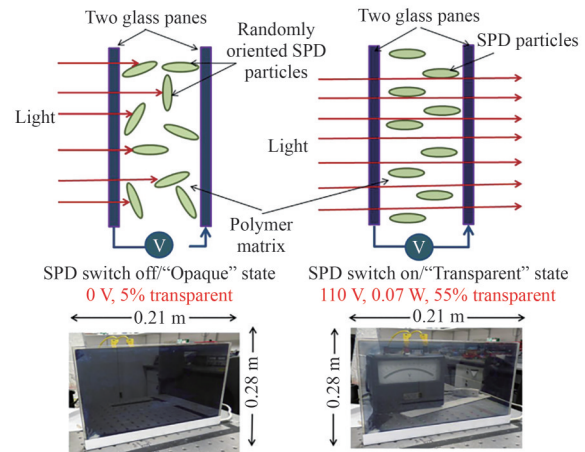 Two glass panes
Randomly
oriented SPD
particles
Light
V
Polymer
matrix
SPD switch off/“Opaque” state
0 V, 5% transparent
0.21 m
0.28 m
Two glass panes
SPD particles
Light
V
SPD switch on/“Transparent” state
110 V, 0.07 W, 55% transparent
0.21 m
0.28 m